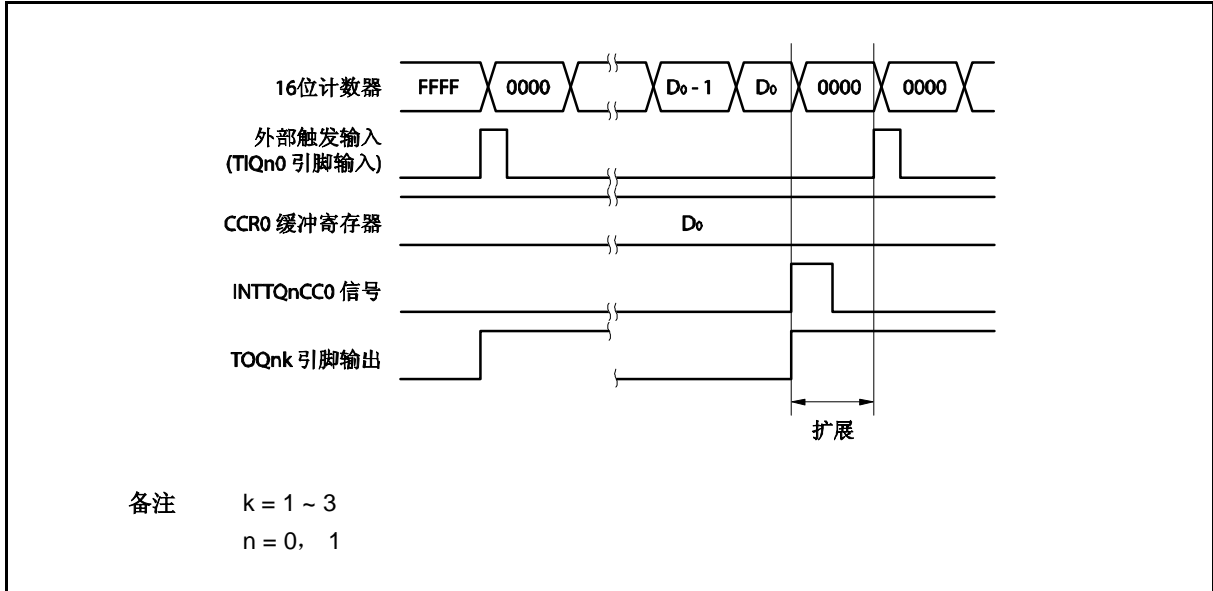 16位计数器 FFFF 0000 D0 - 1 D0 0000 0000
外部触发输入
(TIQn0 引脚输入)
CCR0 缓冲寄存器 D0
INTTQnCC0 信号
TOQnk 引脚输出
扩展
备注 k = 1 ~ 3
n = 0， 1